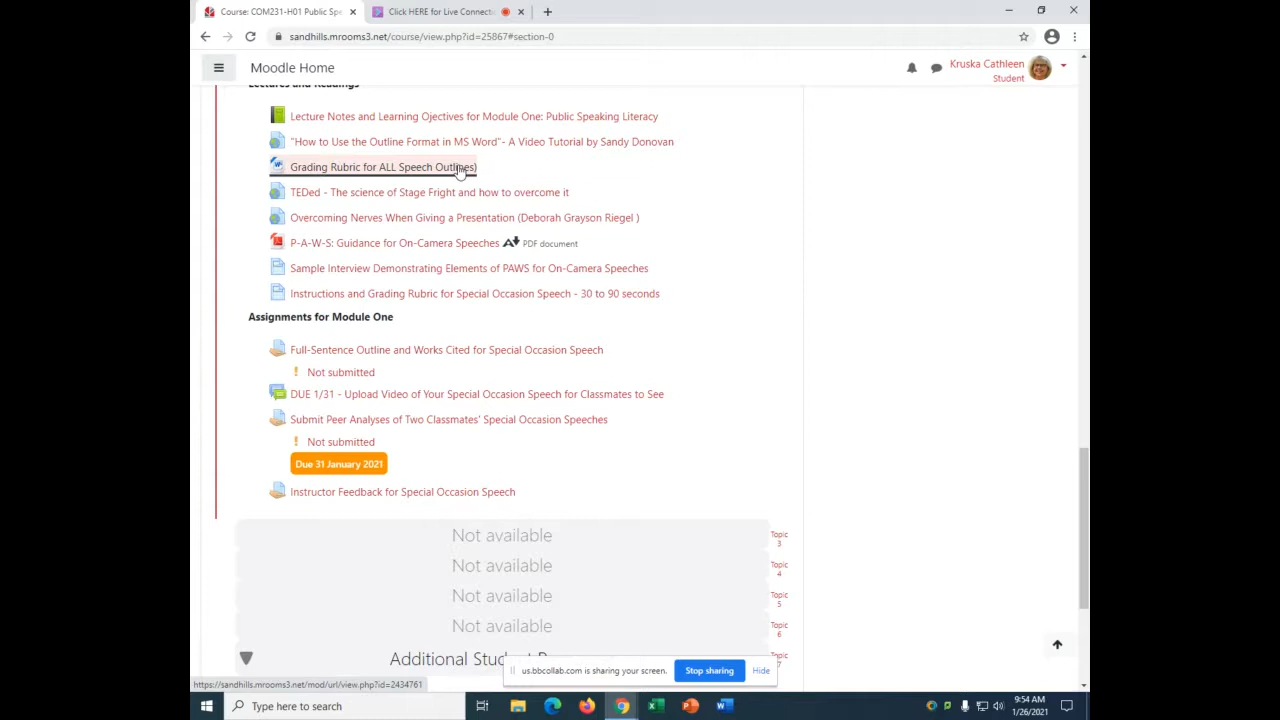 Course: COM231-H01 Public Spe
Click HERE for Live Connecti
sandhills.mrooms3.net/course/view.php?id=25867#section-0
Moodle Home
Kruska Cathleen
Student
Lectures and Readings
Lecture Notes and Learning Ojectives for Module One: Public Speaking Literacy
"How to Use the Outline Format in MS Word"- A Video Tutorial by Sandy Donovan
Grading Rubric for ALL Speech Outlines)
TEDed - The science of Stage Fright and how to overcome it
Overcoming Nerves When Giving a Presentation (Deborah Grayson Riegel )
P-A-W-S: Guidance for On-Camera Speeches A PDF document
Sample Interview Demonstrating Elements of PAWS for On-Camera Speeches
Instructions and Grading Rubric for Special Occasion Speech - 30 to 90 seconds
Assignments for Module One
Full-Sentence Outline and Works Cited for Special Occasion Speech
! Not submitted
DUE 1/31 - Upload Video of Your Special Occasion Speech for Classmates to See
Submit Peer Analyses of Two Classmates' Special Occasion Speeches
! Not submitted
Due 31 January 2021
Instructor Feedback for Special Occasion Speech
Not available
Topic
3
Not available
Topic
4
Not available
Topic
5
Not available
Topic
6
Additional Student
Topic
7
us.bbcollab.com is sharing your screen.
Stop sharing
Hide
https://sandhills.mrooms3.net/mod/url/view.php?id=2434761
Type here to search
9:54 AM
1/26/2021